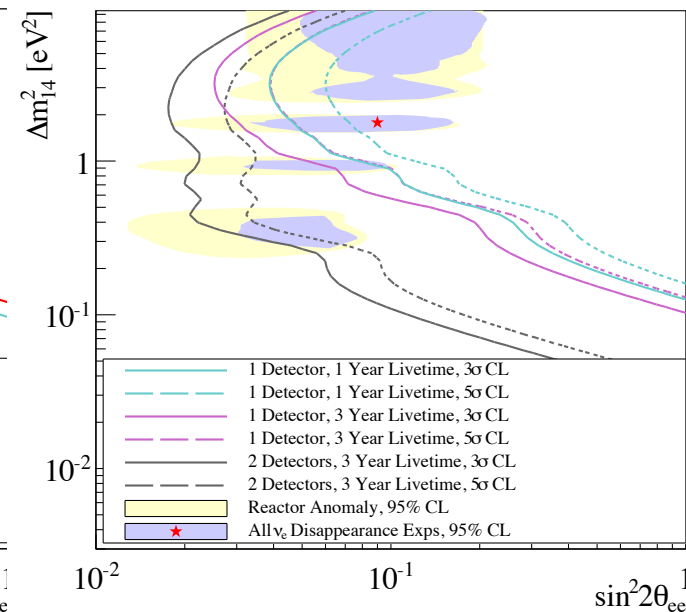 Δm²₁₄ [eV²]
1
10⁻¹
10⁻²
1 Detector, 1 Year Livetime, 3σ CL
1 Detector, 1 Year Livetime, 5σ CL
1 Detector, 3 Year Livetime, 3σ CL
1 Detector, 3 Year Livetime, 5σ CL
2 Detectors, 3 Year Livetime, 3σ CL
2 Detectors, 3 Year Livetime, 5σ CL
Reactor Anomaly, 95% CL
All νₑ Disappearance Exps, 95% CL
1 10⁻² 10⁻¹ 1
ₑ sin²2θₑₑ